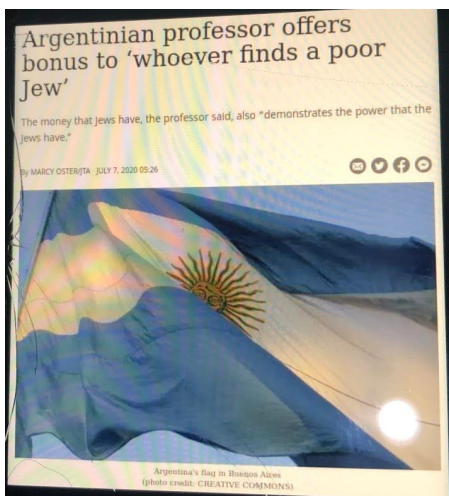 Argentinian professor offers
bonus to ‘whoever finds a poor
Jew’
The money that Jews have, the professor said, also “demonstrates the power that the
Jews have.”
By MARCY OSTER/JTA JULY 7, 2020 05:26
Argentina's flag in Buenos Aires
(photo credit: CREATIVE COMMONS)